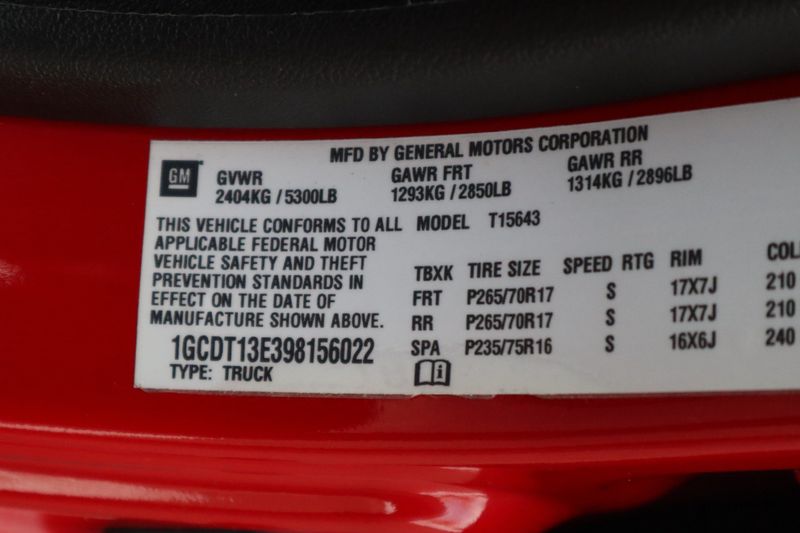 MFD BY GENERAL MOTORS CORPORATION
GM
GVWR GAWR FRT GAWR RR
2404KG / 5300LB 1293KG / 2850LB 1314KG / 2896LB
THIS VEHICLE CONFORMS TO ALL MODEL T15643
APPLICABLE FEDERAL MOTOR
VEHICLE SAFETY AND THEFT
PREVENTION STANDARDS IN
EFFECT ON THE DATE OF
MANUFACTURE SHOWN ABOVE.
1GCDT13E398156022
TYPE: TRUCK
TBXK TIRE SIZE SPEED RTG RIM COL
FRT P265/70R17 S 17X7J 210
RR P265/70R17 S 17X7J 210
SPA P235/75R16 S 16X6J 240
i